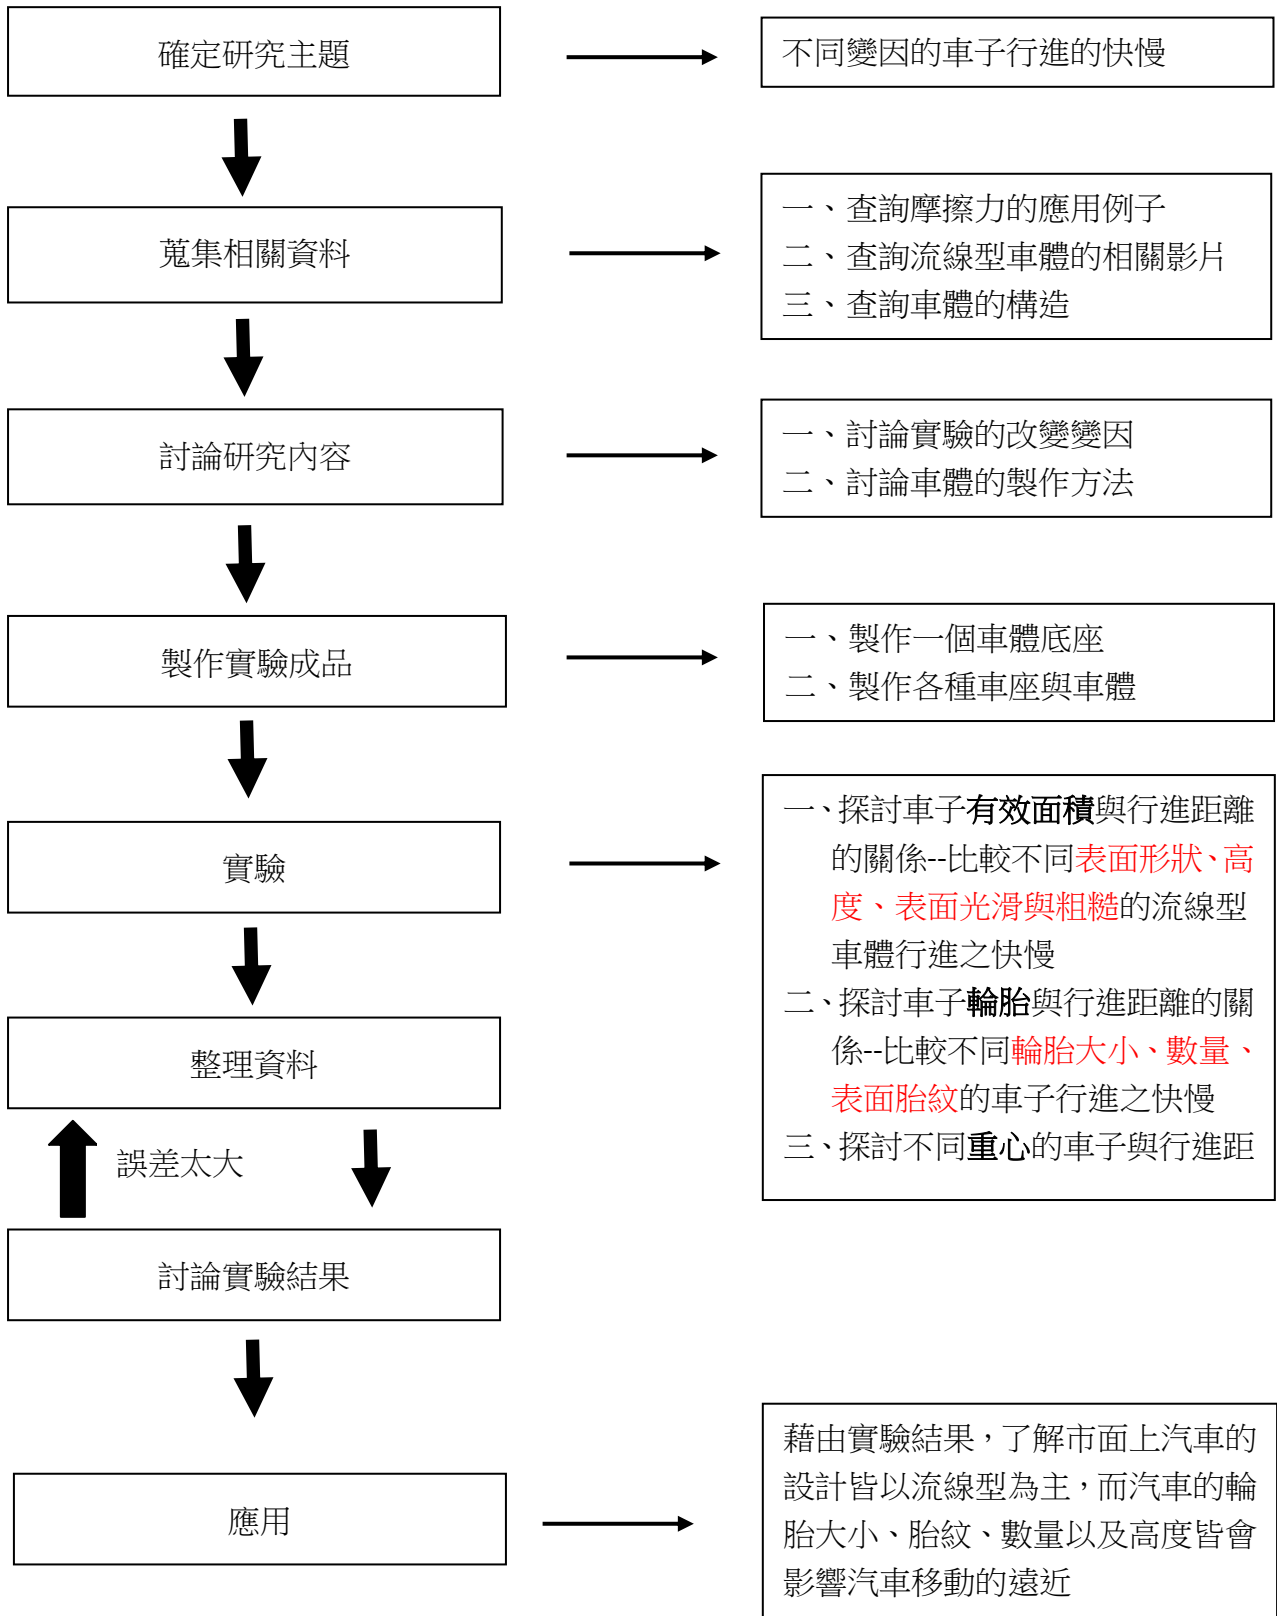 確定研究主題
不同變因的車子行進的快慢
蒐集相關資料
一、查詢摩擦力的應用例子
二、查詢流線型車體的相關影片
三、查詢車體的構造
討論研究內容
一、討論實驗的改變變因
二、討論車體的製作方法
製作實驗成品
一、製作一個車體底座
二、製作各種車座與車體
實驗
一、探討車子有效面積與行進距離
的關係--比較不同表面形狀、高
度、表面光滑與粗糙的流線型
車體行進之快慢
二、探討車子輪胎與行進距離的關
係--比較不同輪胎大小、數量、
表面胎紋的車子行進之快慢
三、探討不同重心的車子與行進距
整理資料
誤差太大
討論實驗結果
應用
藉由實驗結果，了解市面上汽車的
設計皆以流線型為主，而汽車的輪
胎大小、胎紋、數量以及高度皆會
影響汽車移動的遠近